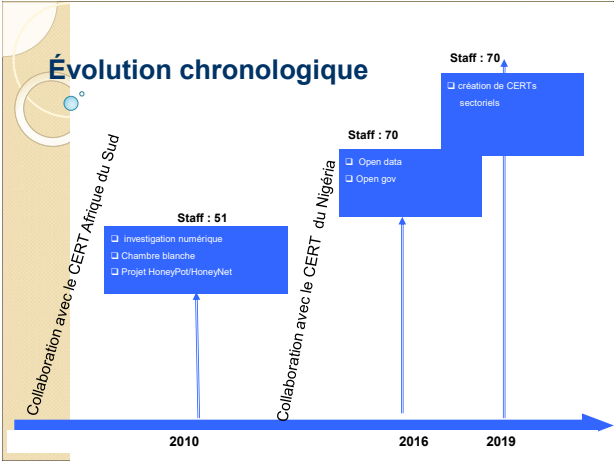 Évolution chronologique
Collaboration avec le CERT Afrique du Sud
Staff : 51
❑ investigation numérique
❑ Chambre blanche
❑ Projet HoneyPot/HoneyNet
Collaboration avec le CERT du Nigéria
Staff : 70
❑ Open data
❑ Open gov
Staff : 70
❑ création de CERTs
sectoriels
2010
2016
2019